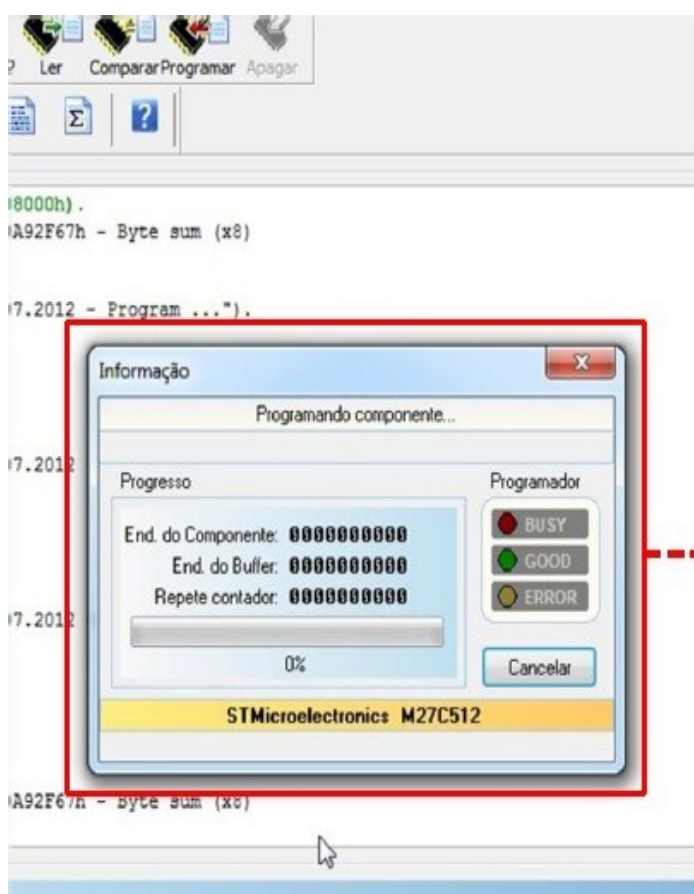 ? Ler Comparar Programar Apagar
Σ ?
8000h).
A92F67h - Byte sum (x8)
7.2012 - Program ...").
Informação
X
Programando componente...
7.2012
Progresso
Programador
End. do Componente: 0000000000
BUSY
End. do Buffer: 0000000000
GOOD
Repete contador: 0000000000
ERROR
7.2012
0%
Cancelar
STMicroelectronics M27C512
A92F67h - Byte sum (x8)